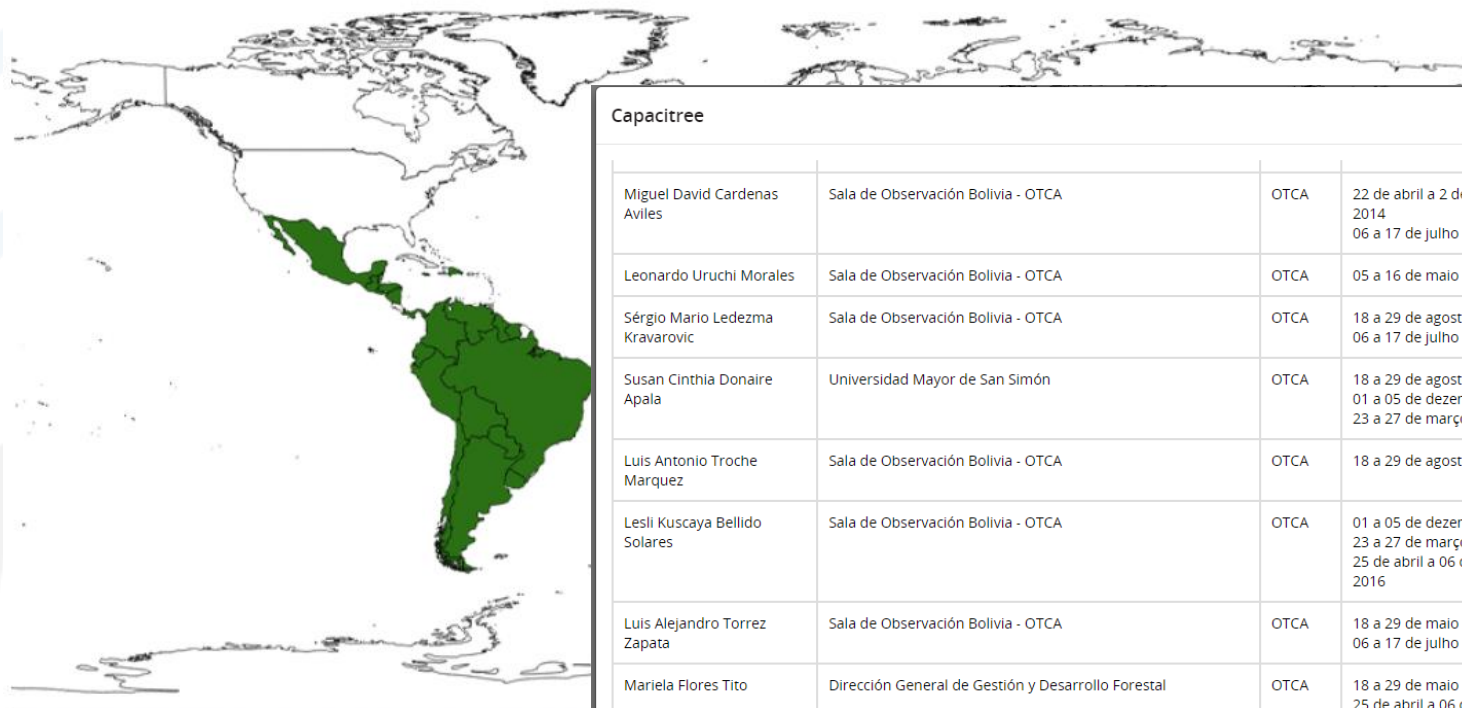 Capacitree
Miguel David Cardenas
Aviles
Sala de Observación Bolivia - OTCA
OTCA
22 de abril a 2 de
2014
06 a 17 de julho
Leonardo Uruchi Morales
Sala de Observación Bolivia - OTCA
OTCA
05 a 16 de maio
Sérgio Mario Ledezma
Kravarovic
Sala de Observación Bolivia - OTCA
OTCA
18 a 29 de agost
06 a 17 de julho
Susan Cinthia Donaire
Apala
Universidad Mayor de San Simón
OTCA
18 a 29 de agost
01 a 05 de dezer
23 a 27 de março
Luis Antonio Troche
Marquez
Sala de Observación Bolivia - OTCA
OTCA
18 a 29 de agost
Lesli Kuscaya Bellido
Solares
Sala de Observación Bolivia - OTCA
OTCA
01 a 05 de dezer
23 a 27 de março
25 de abril a 06
2016
Luis Alejandro Torrez
Zapata
Sala de Observación Bolivia - OTCA
OTCA
18 a 29 de maio
06 a 17 de julho
Mariela Flores Tito
Dirección General de Gestión y Desarrollo Forestal
OTCA
18 a 29 de maio
25 de abril a 06